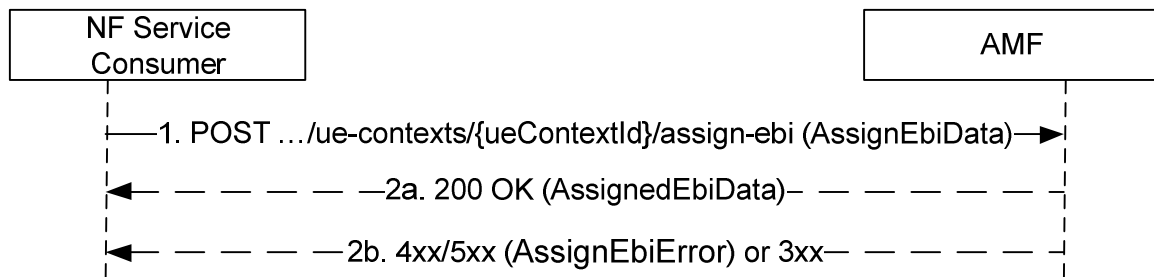 NF Service
Consumer
AMF
1. POST …/ue-contexts/{ueContextId}/assign-ebi (AssignEbiData)
2a. 200 OK (AssignedEbiData)
2b. 4xx/5xx (AssignEbiError) or 3xx